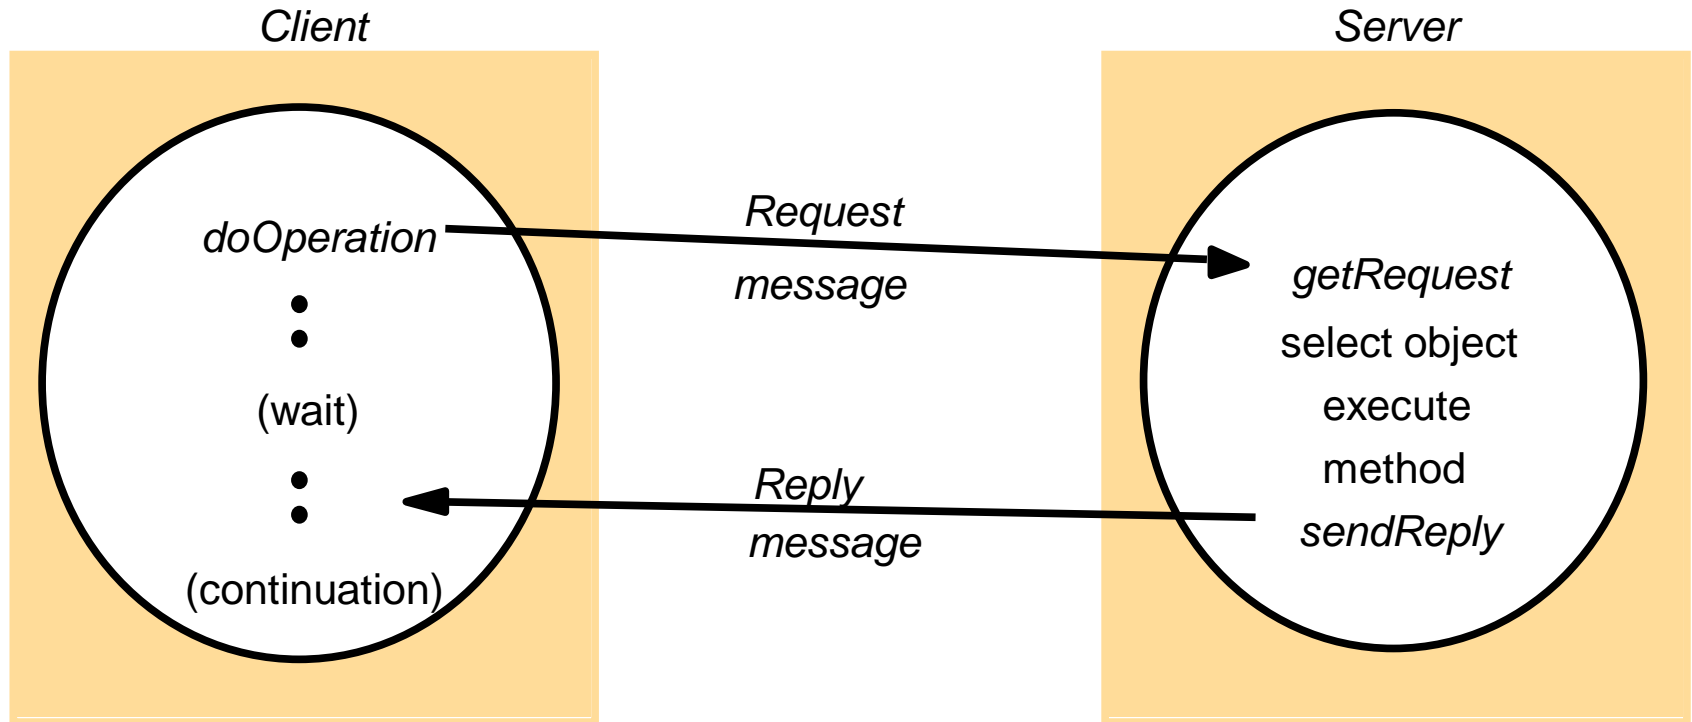 Client
Server
doOperation
(wait)
(continuation)
Request
message
Reply
message
getRequest
select object
execute
method
sendReply